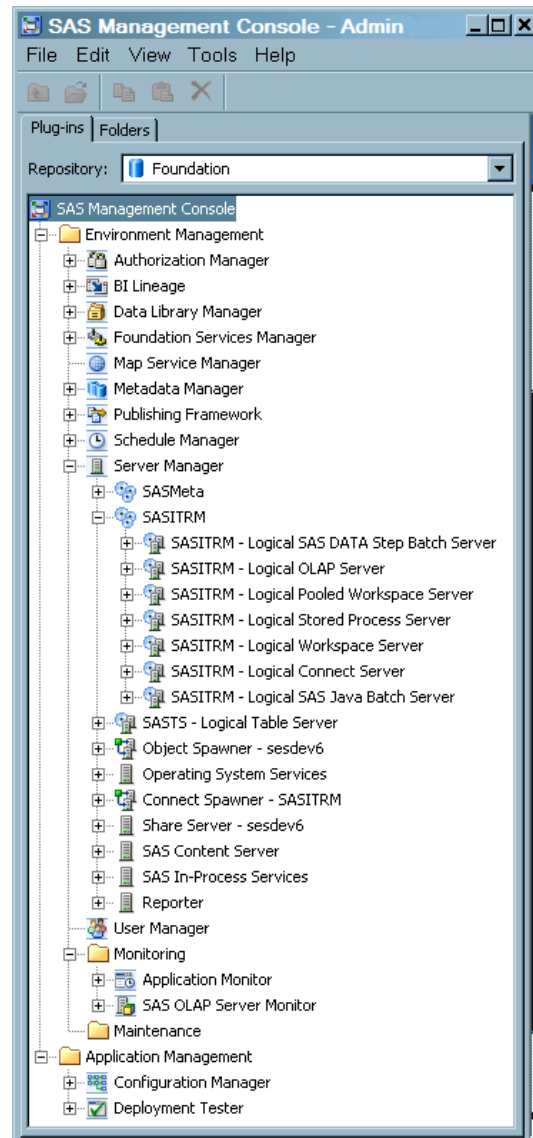 SAS Management Console - Admin
File Edit View Tools Help
Plug-ins Folders
Repository: Foundation
SAS Management Console
Environment Management
Authorization Manager
BI Lineage
Data Library Manager
Foundation Services Manager
Map Service Manager
Metadata Manager
Publishing Framework
Schedule Manager
Server Manager
SASMeta
SASITRM
SASITRM - Logical SAS DATA Step Batch Server
SASITRM - Logical OLAP Server
SASITRM - Logical Pooled Workspace Server
SASITRM - Logical Stored Process Server
SASITRM - Logical Workspace Server
SASITRM - Logical Connect Server
SASITRM - Logical SAS Java Batch Server
SASTS - Logical Table Server
Object Spawner - sesdev6
Operating System Services
Connect Spawner - SASITRM
Share Server - sesdev6
SAS Content Server
SAS In-Process Services
Reporter
User Manager
Monitoring
Application Monitor
SAS OLAP Server Monitor
Maintenance
Application Management
Configuration Manager
Deployment Tester